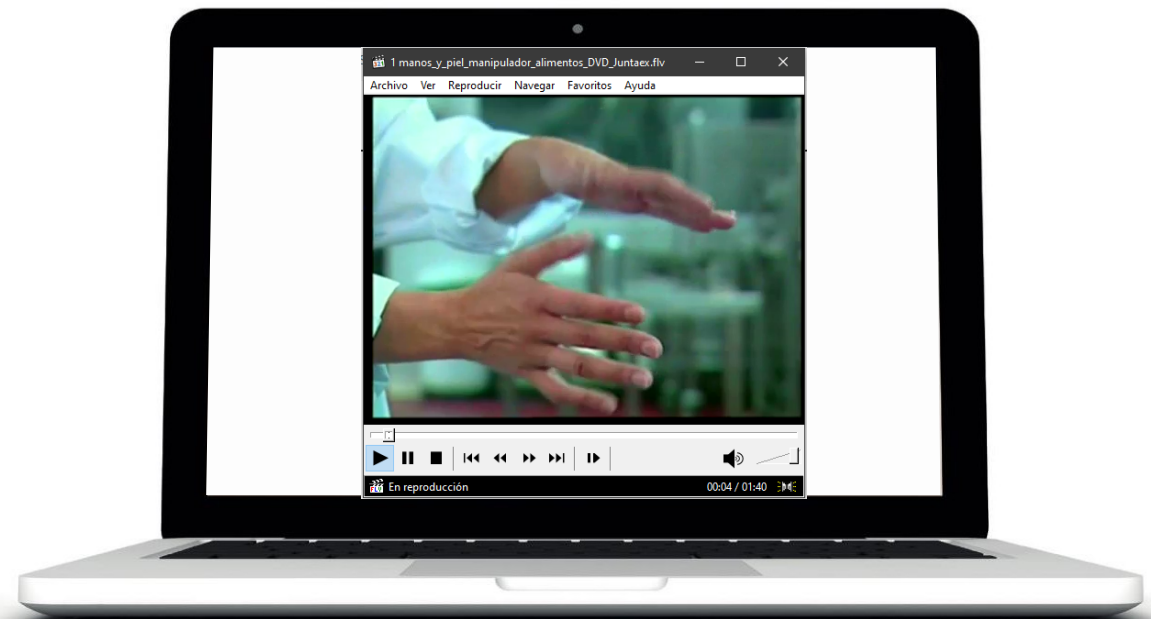 1 manos_y_piel_manipulador_alimentos_DVD_Juntaex.flv
Archivo Ver Reproducir Navegar Favoritos Ayuda
En reproducción 00:04 / 01:40